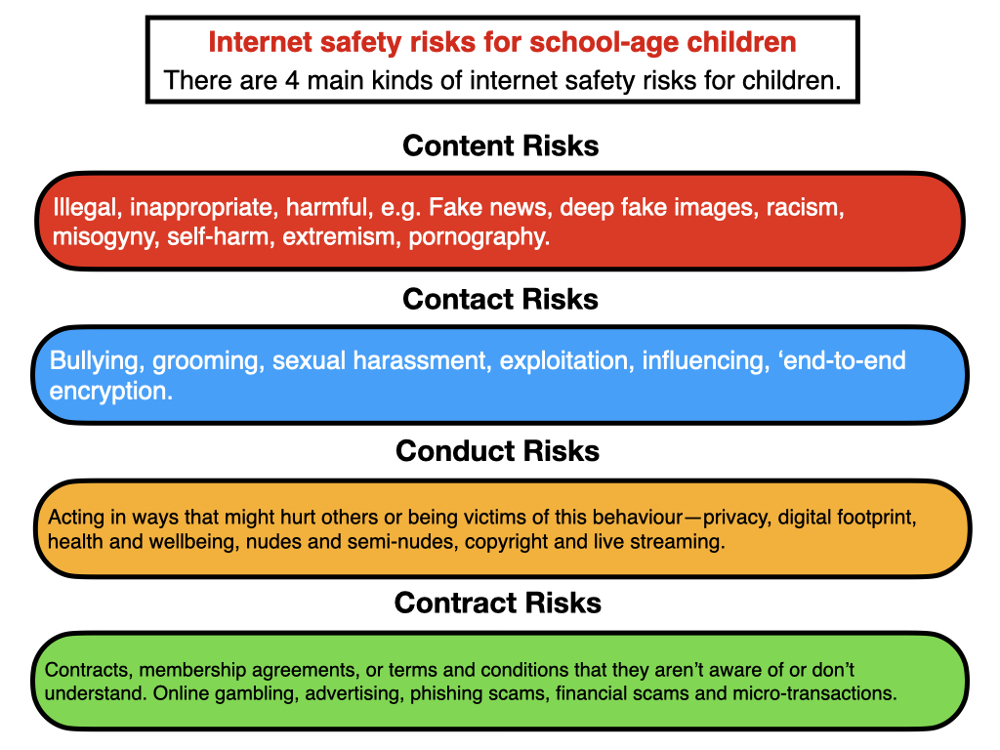 Internet safety risks for school-age children
There are 4 main kinds of internet safety risks for children.
Content Risks
Illegal, inappropriate, harmful, e.g. Fake news, deep fake images, racism,
misogyny, self-harm, extremism, pornography.
Contact Risks
Bullying, grooming, sexual harassment, exploitation, influencing, ‘end-to-end
encryption.
Conduct Risks
Acting in ways that might hurt others or being victims of this behaviour—privacy, digital footprint,
health and wellbeing, nudes and semi-nudes, copyright and live streaming.
Contract Risks
Contracts, membership agreements, or terms and conditions that they aren’t aware of or don’t
understand. Online gambling, advertising, phishing scams, financial scams and micro-transactions.